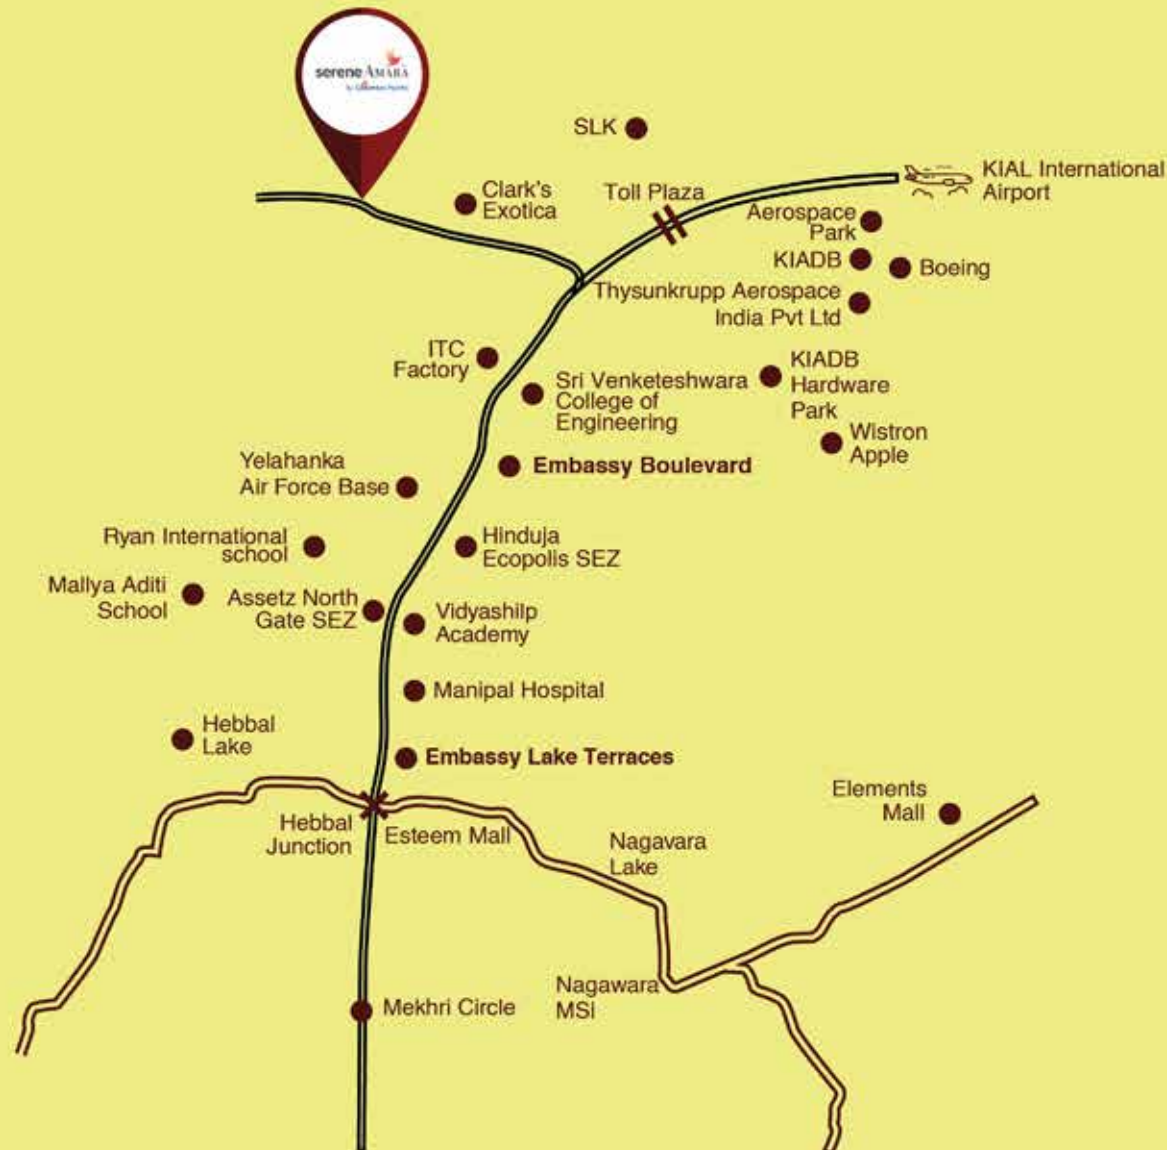 serene AMARA
by Columbia Pacific
SLK
KIAL International
Airport
Clark's
Exotica
Toll Plaza
Aerospace
Park
KIADB
Boeing
Thysunkrupp Aerospace
India Pvt Ltd
ITC
Factory
Sri Venketeshwara
College of
Engineering
KIADB
Hardware
Park
Wistron
Apple
Yelahanka
Air Force Base
Embassy Boulevard
Ryan International
school
Hinduja
Ecopolis SEZ
Mallya Aditi
School
Assetz North
Gate SEZ
Vidyashilp
Academy
Manipal Hospital
Hebbal
Lake
Embassy Lake Terraces
Elements
Mall
Hebbal
Junction
Esteem Mall
Nagavara
Lake
Nagawara
MSI
Mekhri Circle